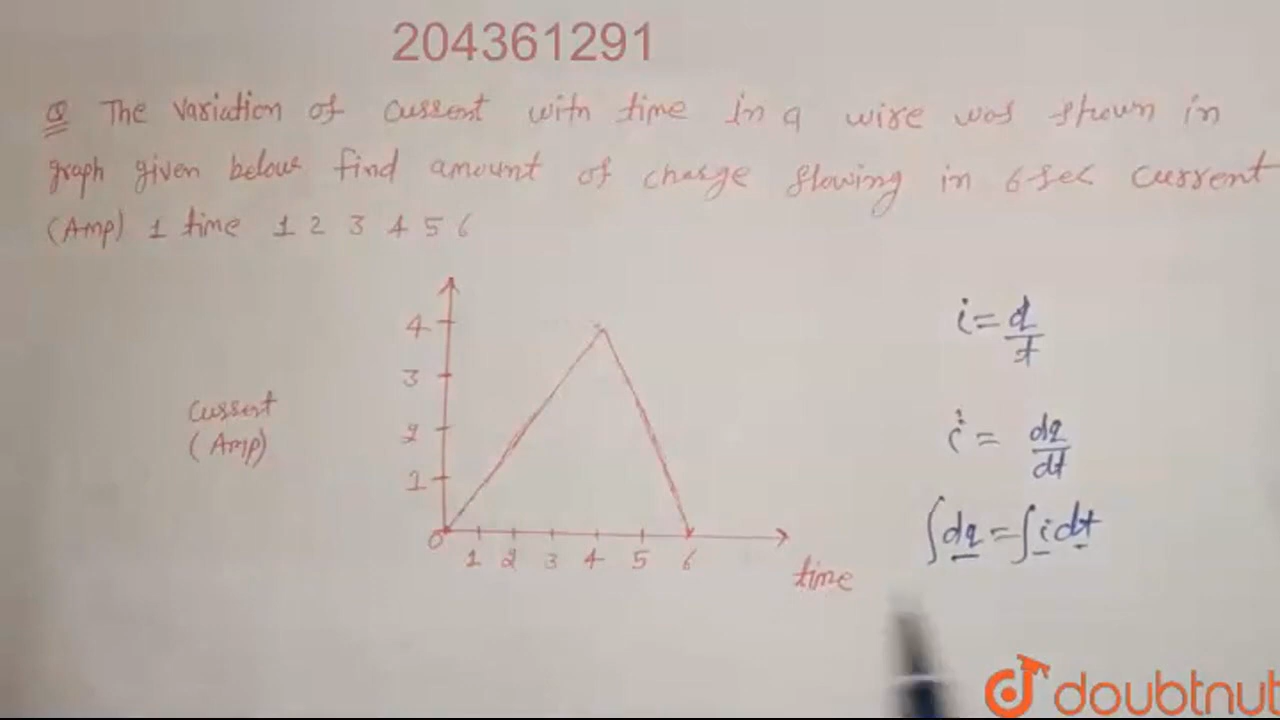 204361291
Q The variation of current with time in a wire was shown in
graph given below find amount of charge flowing in 6 sec current
(Amp) 1 time 1 2 3 4 5 6
4
3
2
1
0
1 2 3 4 5 6
current
(Amp)
time
i = q/t
i = dq/dt
∫dq = ∫i dt
doubtnut